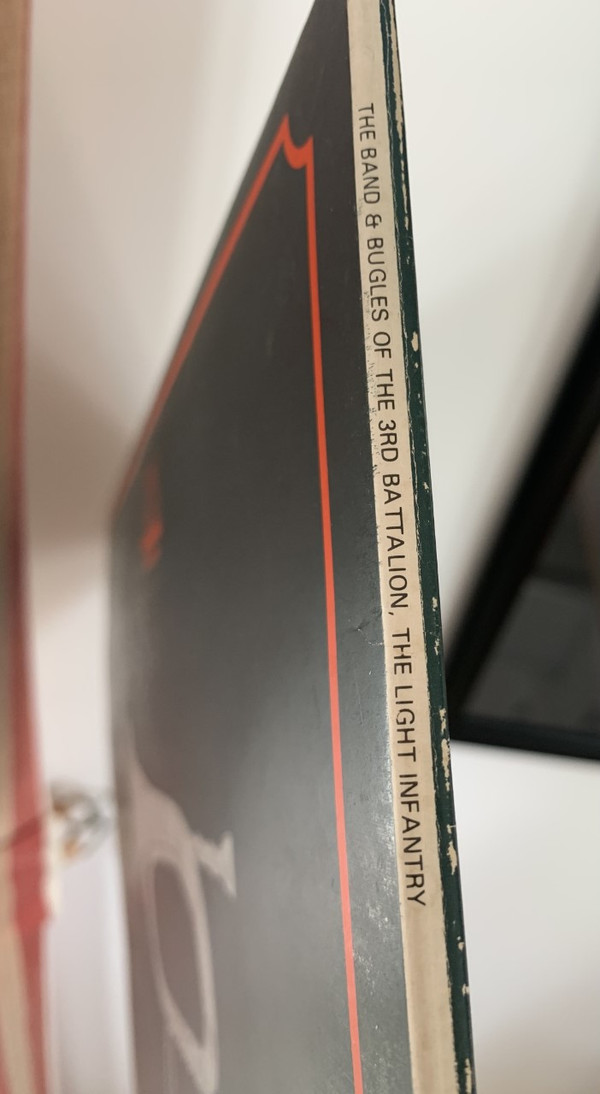 THE BAND & BUGLES OF THE 3RD BATTALION, THE LIGHT INFANTRY